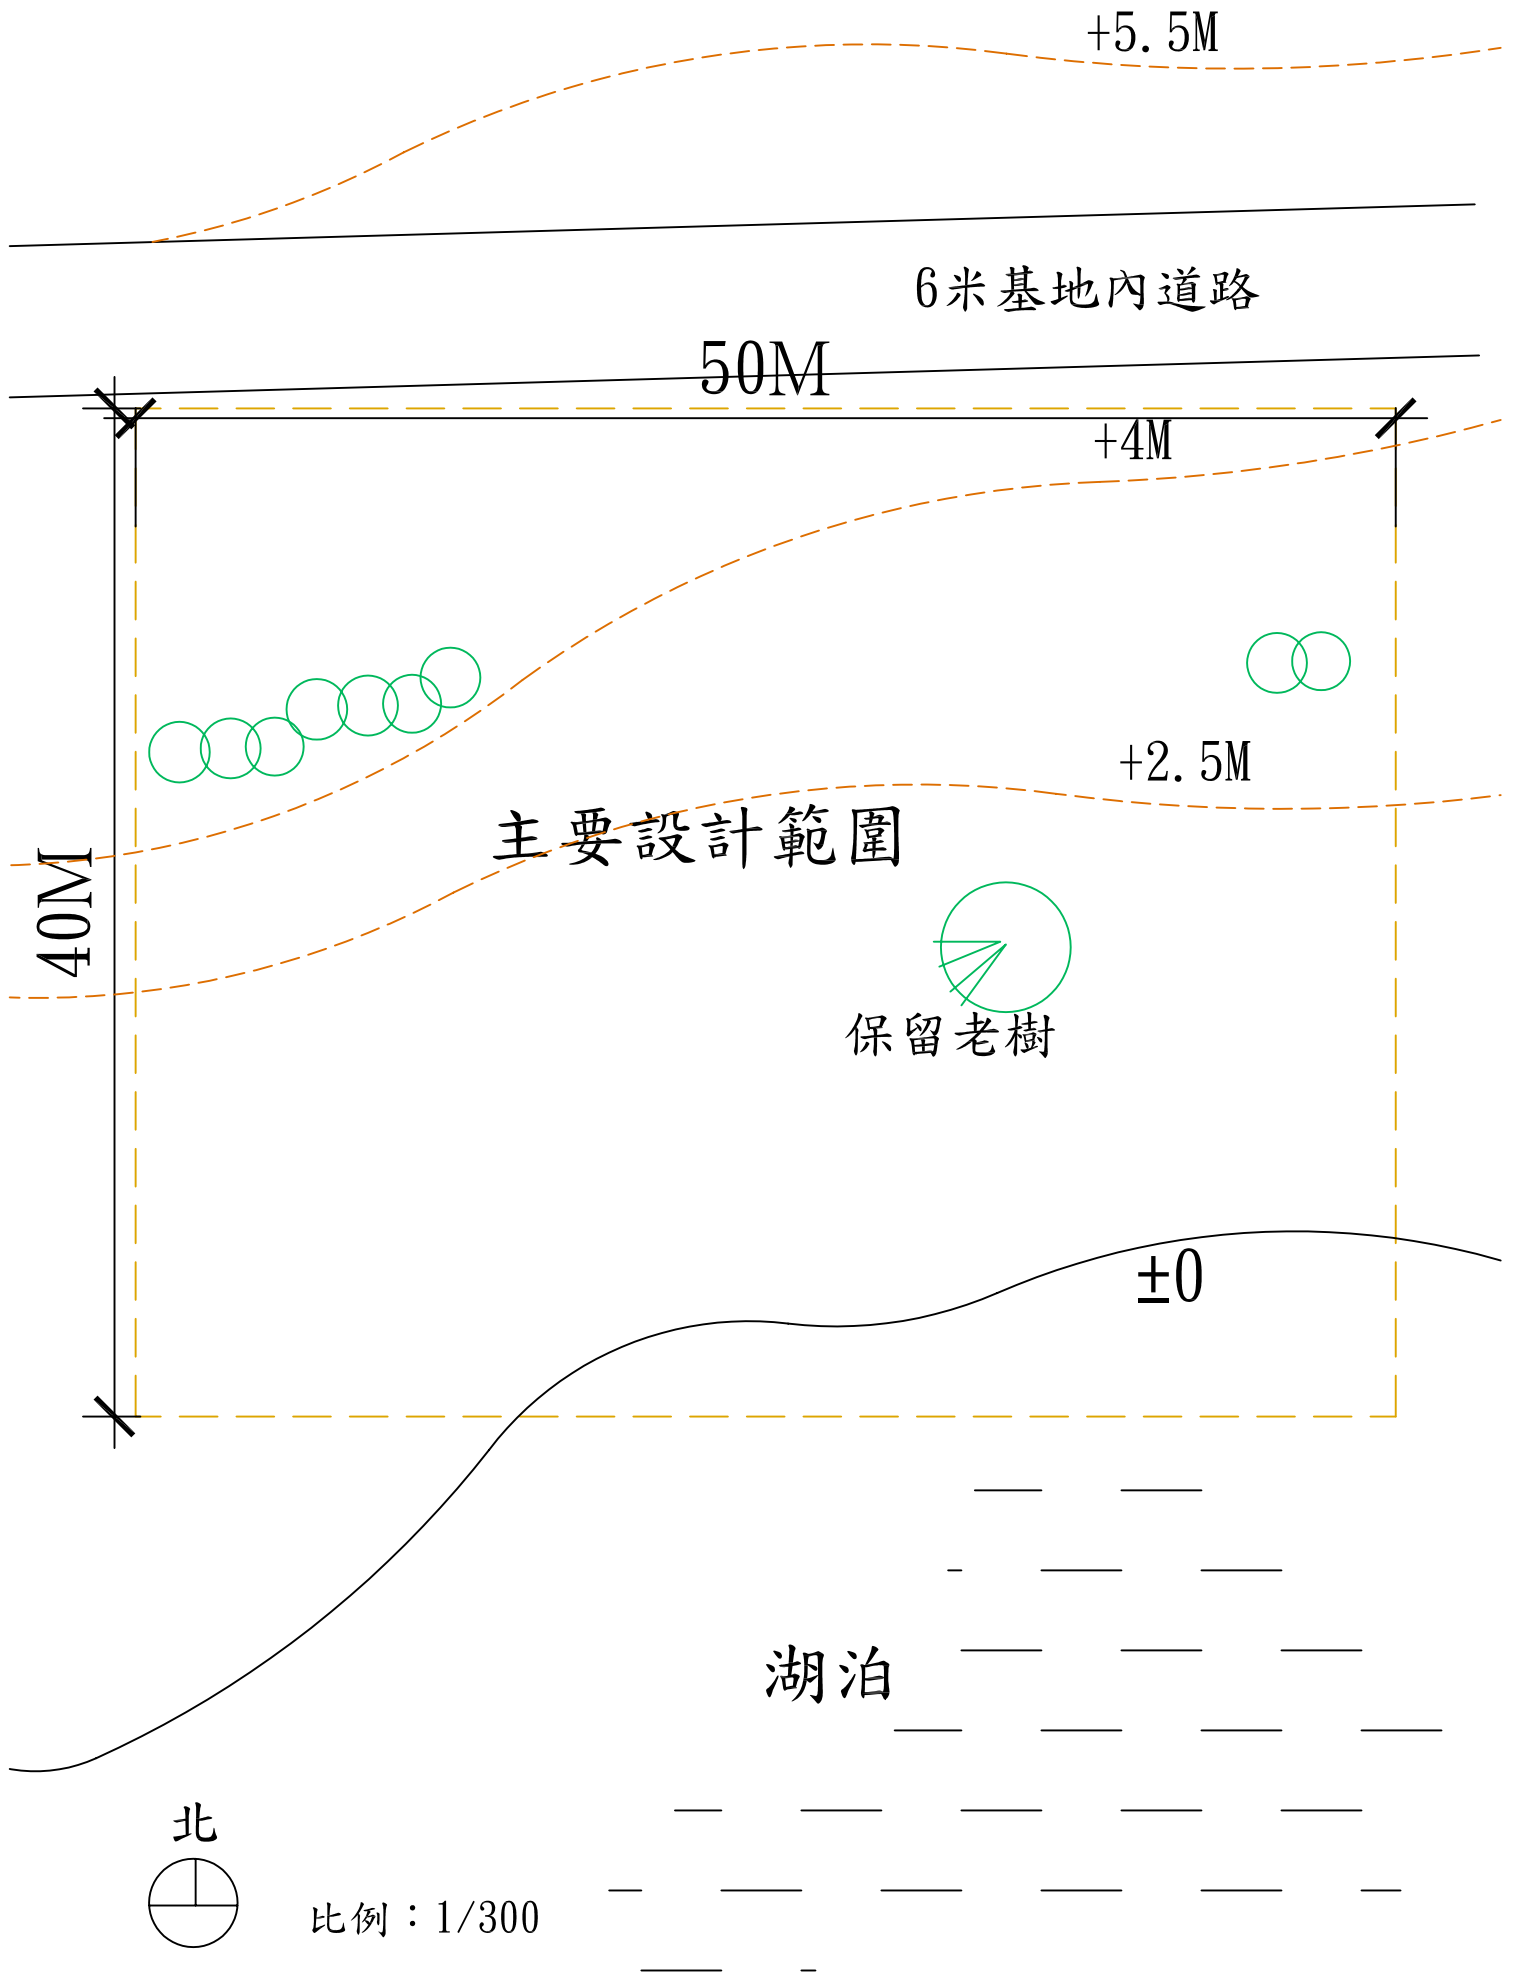 +5.5M
6米基地內道路
50M
+4M
+2.5M
主要設計範圍
40M
保留老樹
±0
湖泊
北
比例：1/300